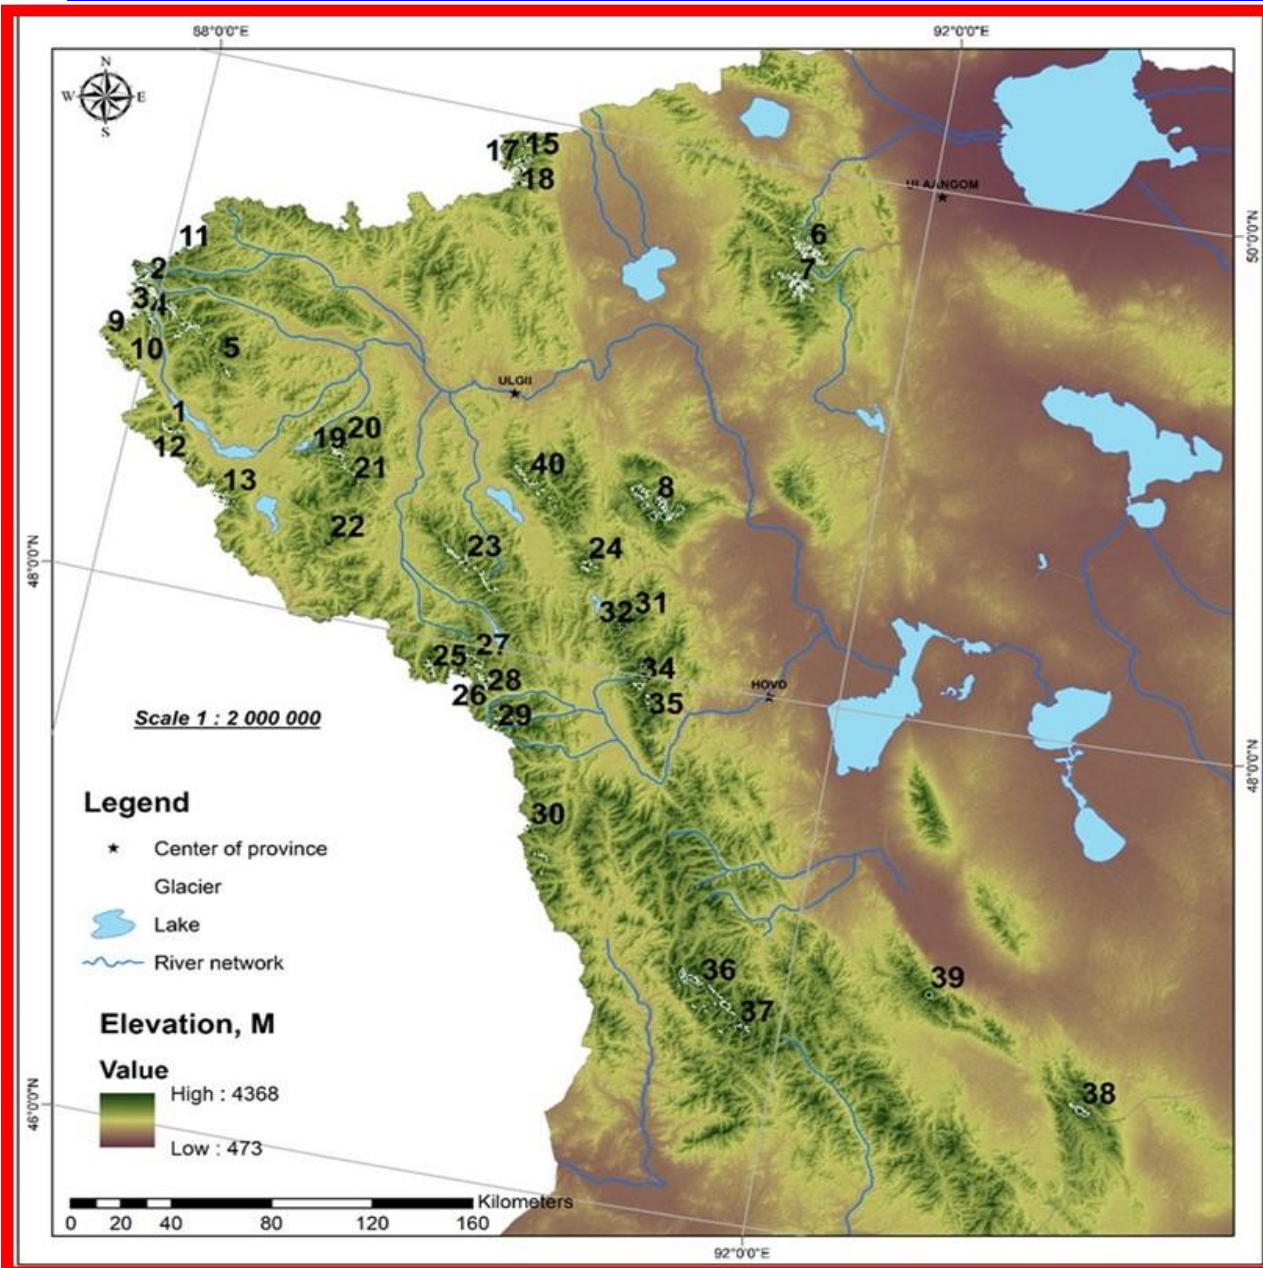 88°0'0"E
92°0'0"E
N
W E
S
17 15
18
ULAANGOM
11
6
2
7
3 4
9
10
5
50°0'0"N
ULGII
1
12
19 20
21
13
40
8
22
23
24
48°0'0"N
32 31
27
25
34
28
26
35
HOVD
29
Scale 1 : 2 000 000
48°0'0"N
Legend
30
Center of province
Glacier
Lake
River network
36
39
37
Elevation, M
Value
High : 4368
38
46°0'0"N
Low : 473
Kilometers
0 20 40 80 120 160
92°0'0"E